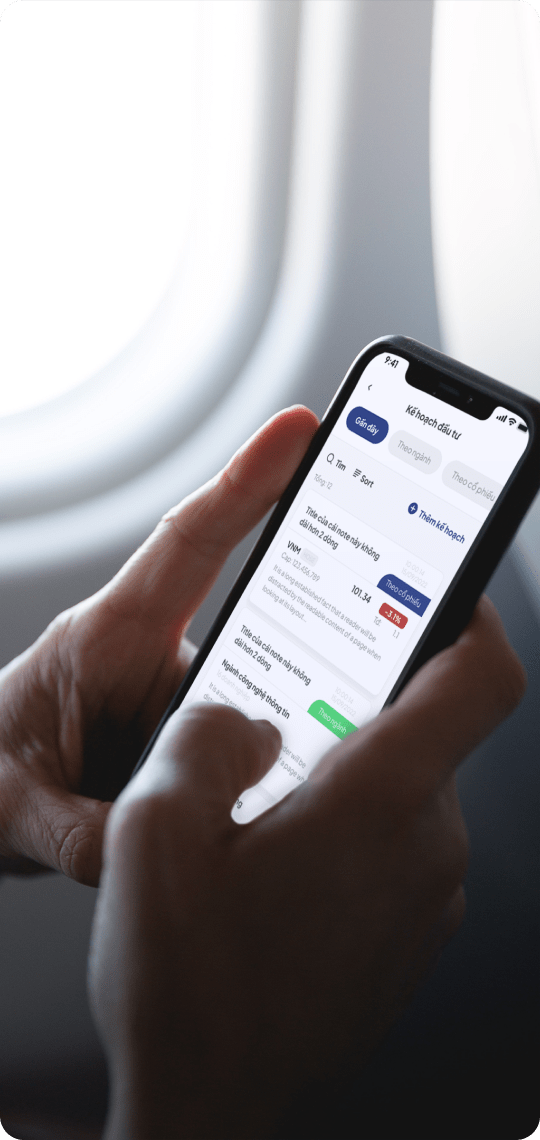 9:41
Kế hoạch đầu tư
Gần đây
Theo ngành
Theo cổ phiếu
Tìm
Sort
Tổng: 12
Thêm kế hoạch
Title của cái note này không
dài hơn 2 dòng
Theo cổ phiếu
VNM
Cap: 123,456,789
101.34
-3.1%
It is a long established fact that a reader will be
distracted by the readable content of a page when
looking at its layout...
Title của cái note này không
dài hơn 2 dòng
Theo ngành
Ngành công nghệ thông tin
It is a long
reader will be
of a page